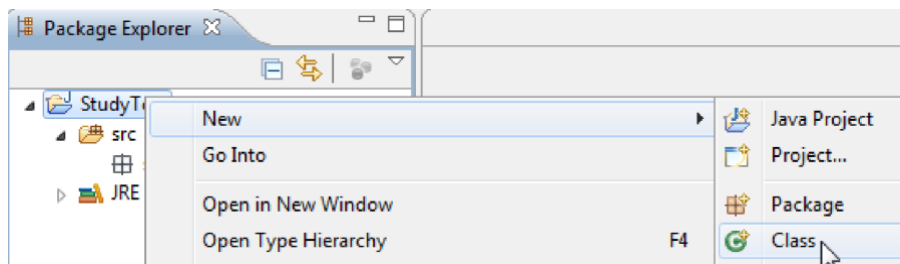 Package Explorer
StudyT
src
JRE
New
Go Into
Open in New Window
Open Type Hierarchy F4
Java Project
Project...
Package
Class